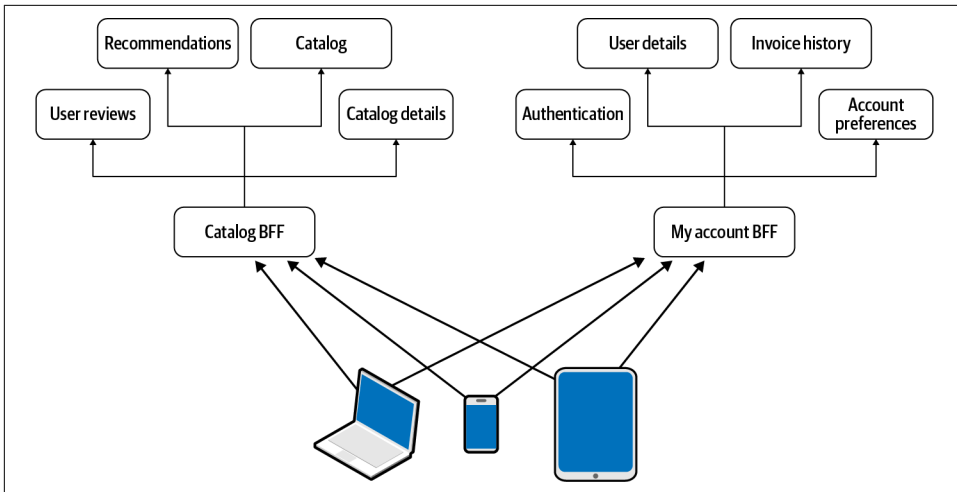 Recommendations
Catalog
User details
Invoice history
User reviews
Catalog details
Authentication
Account
preferences
Catalog BFF
My account BFF